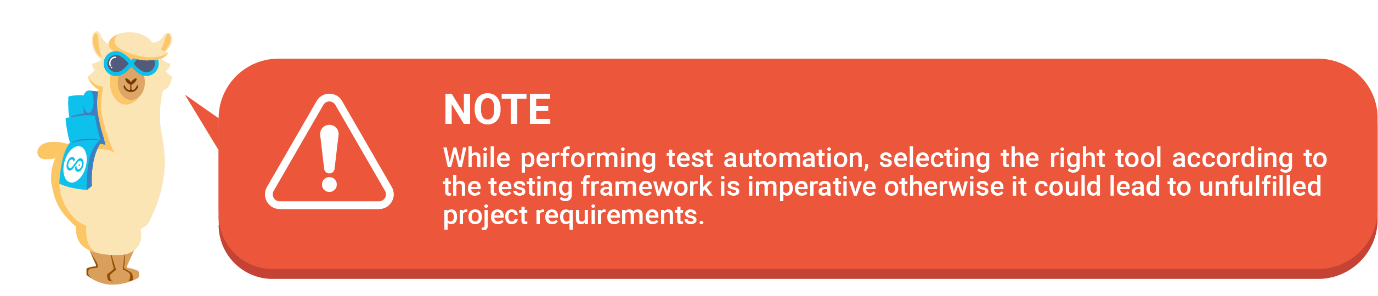 NOTE
While performing test automation, selecting the right tool according to
the testing framework is imperative otherwise it could lead to unfulfilled
project requirements.